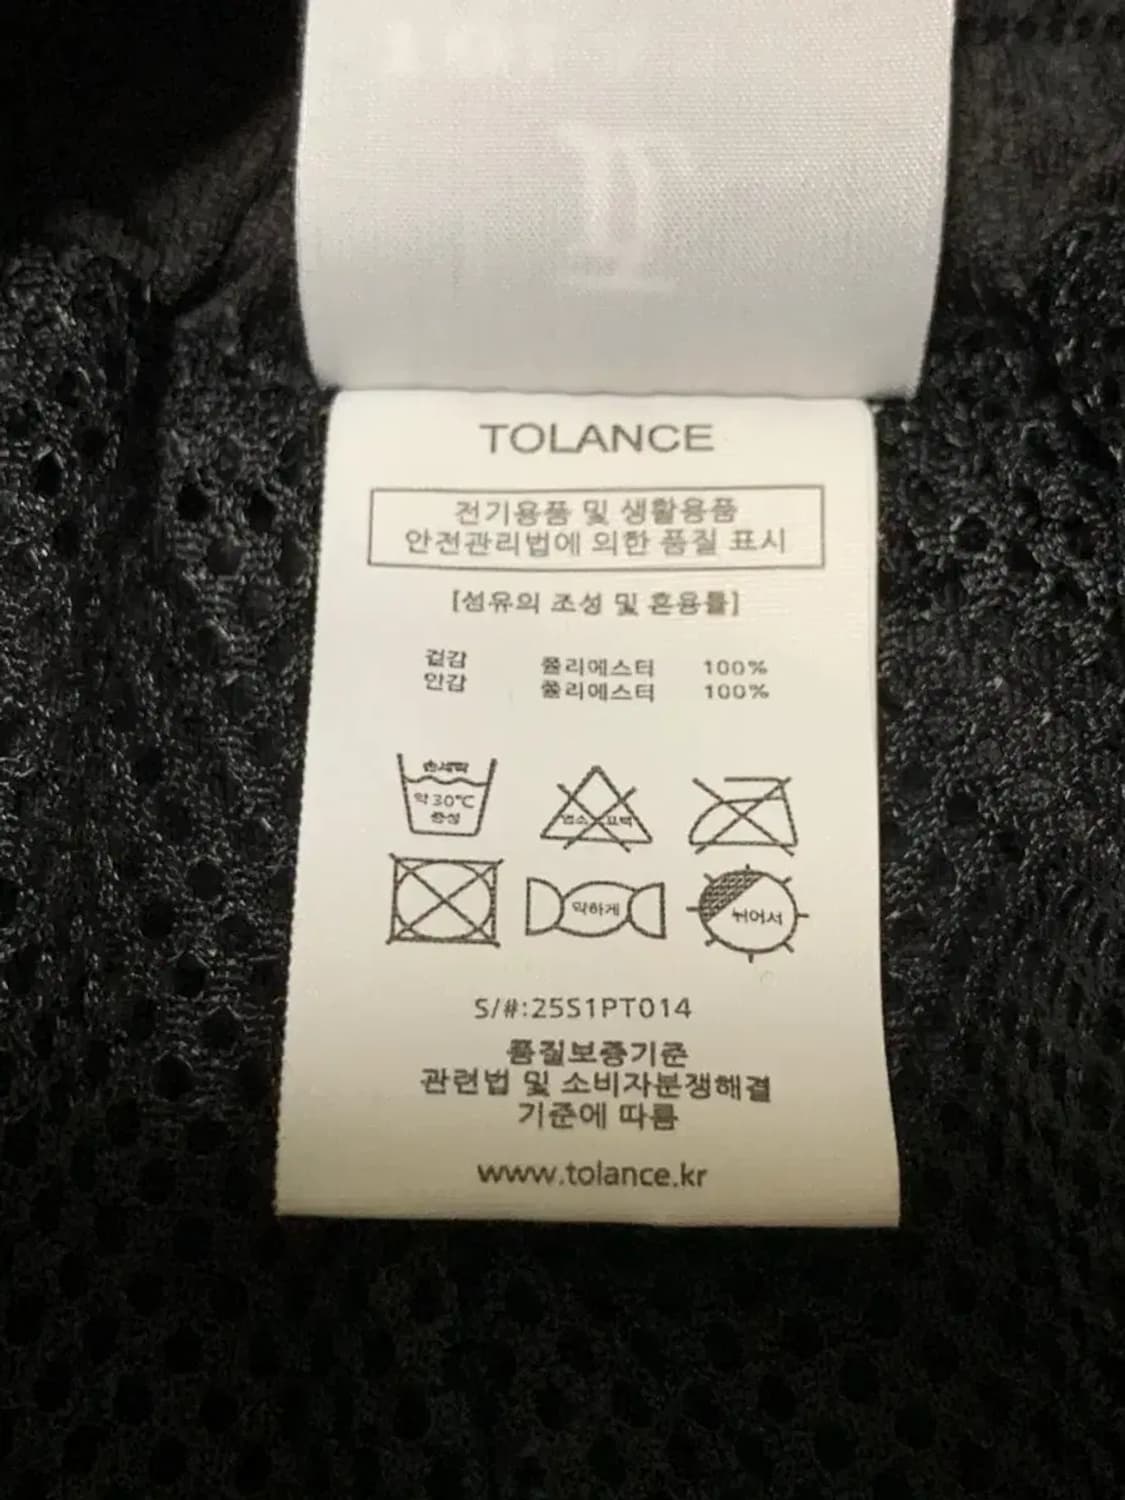 TOLANCE
전기용품 및 생활용품
안전관리법에 의한 품질 표시
[섬유의 조성 및 혼용률]
겉감 폴리에스터 100%
안감 폴리에스터 100%
손세탁
약 30℃
중성
염소 표백
약하게
뉘어서
S/#:25S1PT014
품질보증기준
관련법 및 소비자분쟁해결
기준에 따름
www.tolance.kr